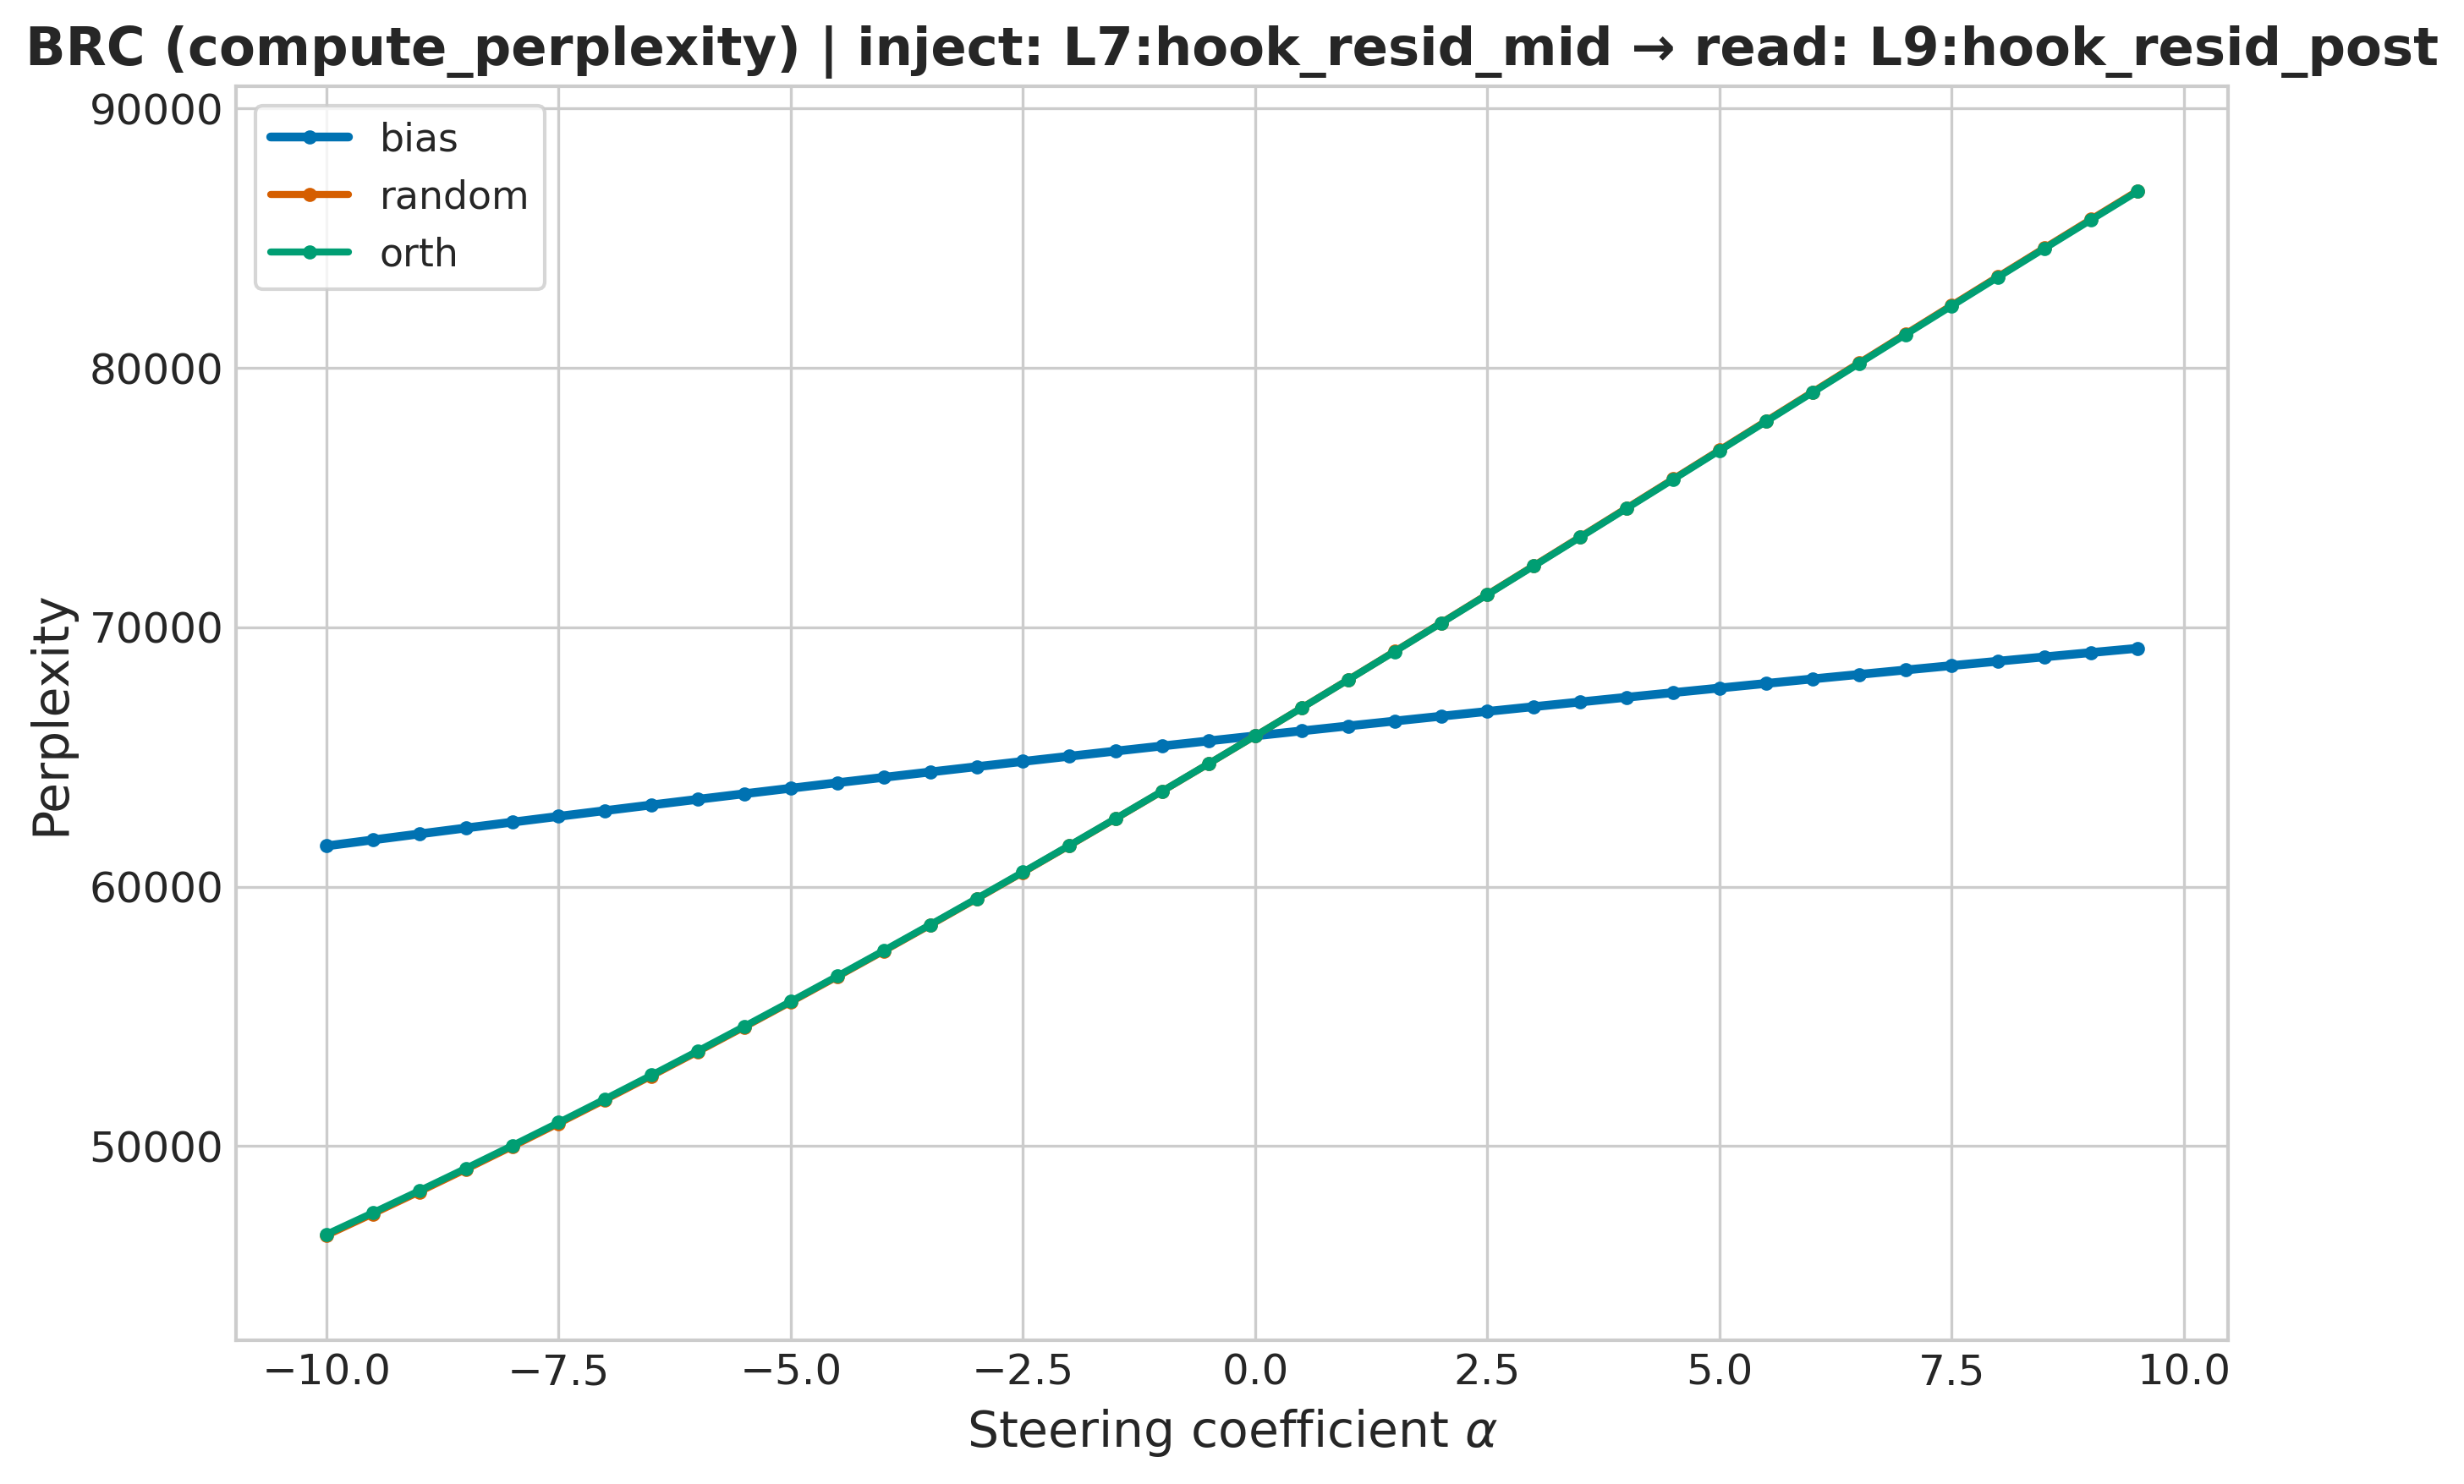 BRC (compute_perplexity) | inject: L7:hook_resid_mid → read: L9:hook_resid_post
90000
80000
70000
60000
50000
Perplexity
bias
random
orth
−10.0 −7.5 −5.0 −2.5 0.0 2.5 5.0 7.5 10.0
Steering coefficient α